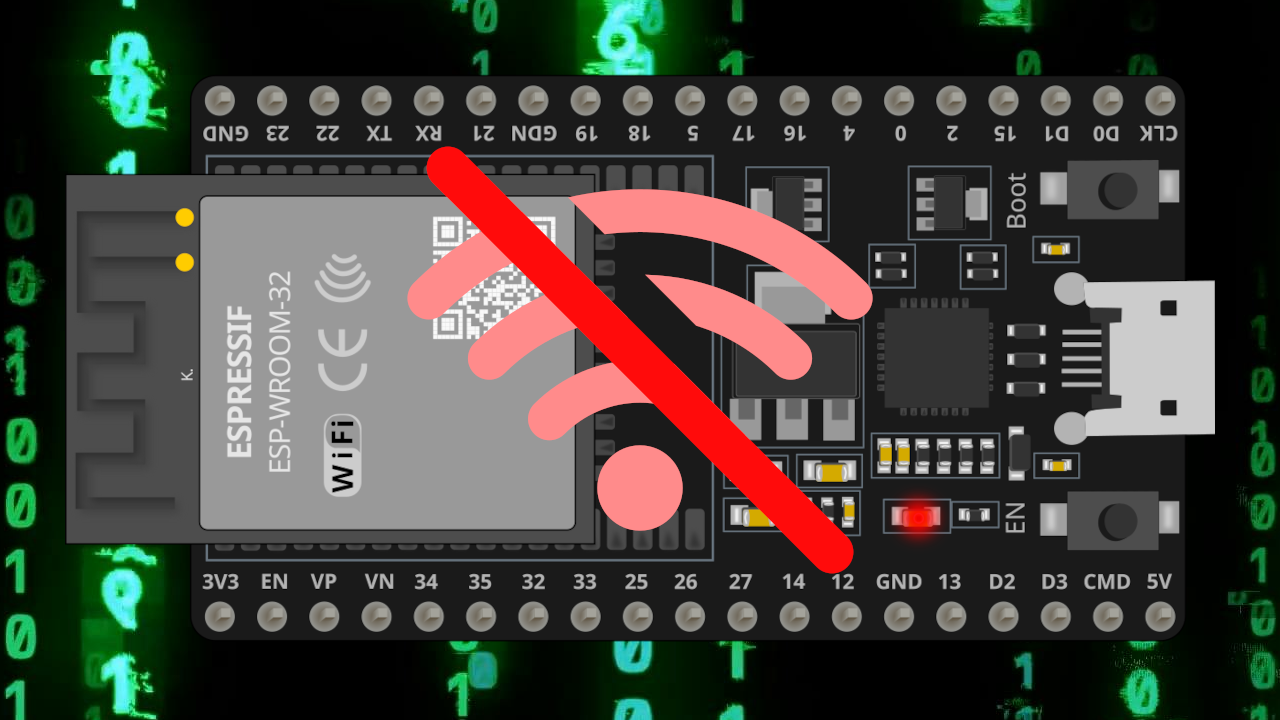 GND 23 22 TX RX 21 GDN 19 18 5 17 16 4 0 2 15 D1 D0 CLK
Boot
K.
ESPRESSIF
ESP-WROOM-32
CE
WiFi
EN
3V3 EN VP VN 34 35 32 33 25 26 27 14 12 GND 13 D2 D3 CMD 5V